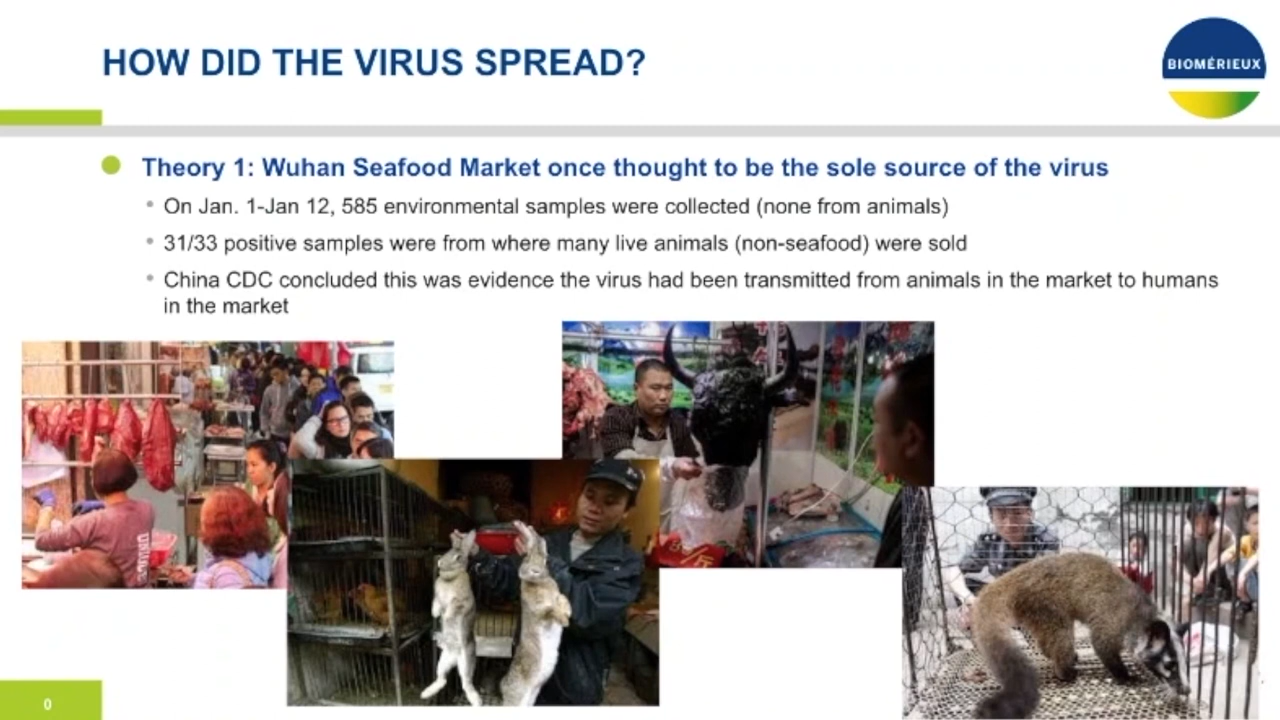 HOW DID THE VIRUS SPREAD?
BIOMÉRIEUX
Theory 1: Wuhan Seafood Market once thought to be the sole source of the virus
On Jan. 1-Jan 12, 585 environmental samples were collected (none from animals)
31/33 positive samples were from where many live animals (non-seafood) were sold
China CDC concluded this was evidence the virus had been transmitted from animals in the market to humans
in the market
0